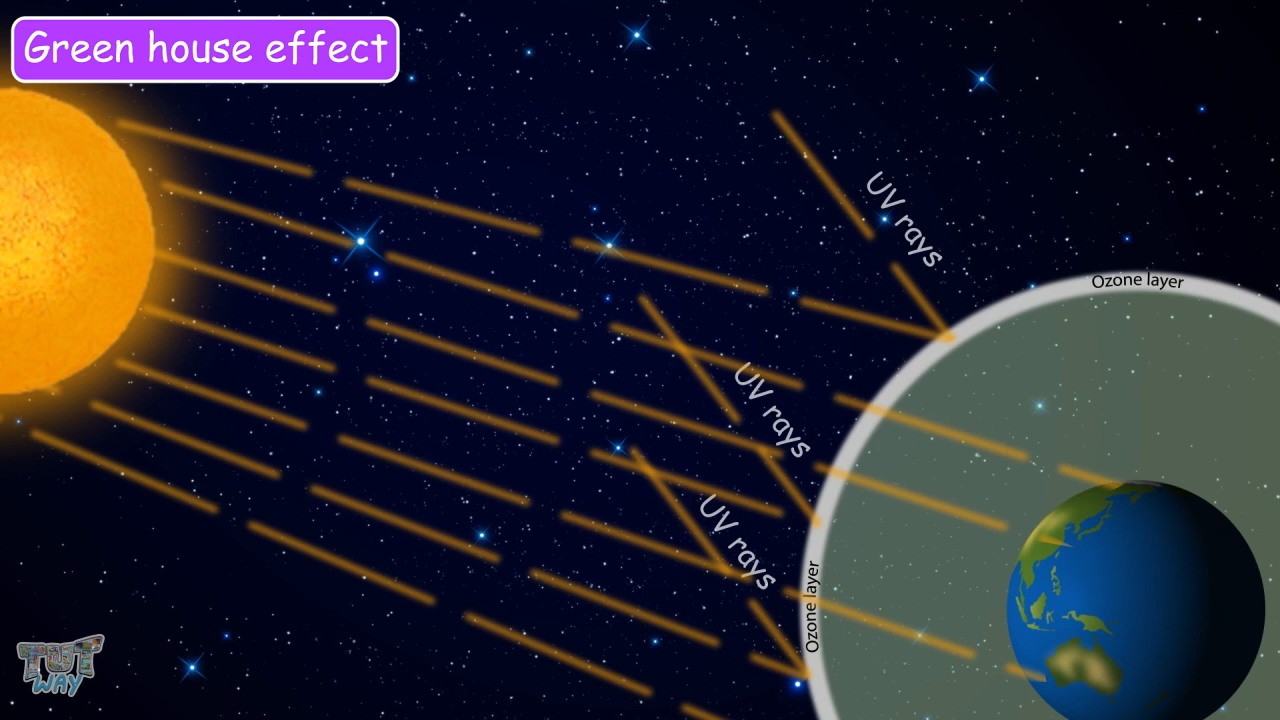 Green house effect
UV rays
Ozone layer
UV rays
UV rays
Ozone layer
TUT
WAY